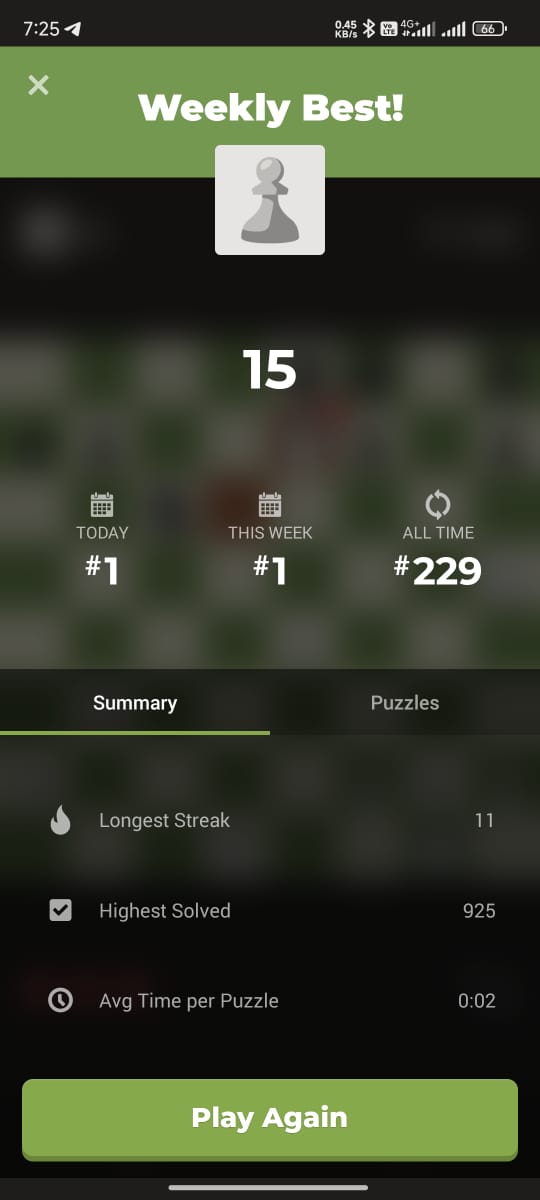 7:25
0.45 KB/s Vo LTE 4G+ 66
Weekly Best!
15
TODAY THIS WEEK ALL TIME
#1 #1 #229
Summary Puzzles
Longest Streak 11
Highest Solved 925
Avg Time per Puzzle 0:02
Play Again